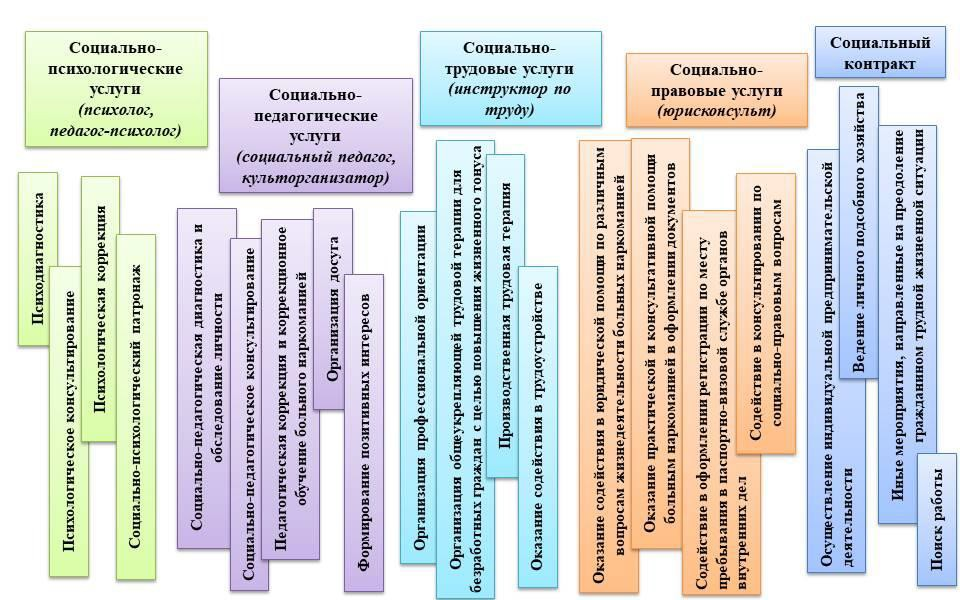 Социально-
психологические
услуги
(психолог,
педагог-психолог)
Психодиагностика
Психологическое консультирование
Психологическая коррекция
Социально-психологический патронаж
Социально-
педагогические
услуги
(социальный педагог,
культорганизатор)
Социально-педагогическая диагностика и
обследование личности
Социально-педагогическое консультирование
Педагогическая коррекция и коррекционное
обучение больного наркоманией
Организация досуга
Формирование позитивных интересов
Социально-
трудовые услуги
(инструктор по
труду)
Организация профессиональной ориентации
Организация общеукрепляющей трудовой терапии для
безработных граждан с целью повышения жизненного тонуса
Производственная трудовая терапия
Оказание содействия в трудоустройстве
Социально-
правовые услуги
(юрисконсульт)
Оказание содействия в юридической помощи по различным
вопросам жизнедеятельности больных наркоманией
Оказание практической и консультативной помощи
больным наркоманией в оформлении документов
Содействие в оформлении регистрации по месту
пребывания в паспортно-визовой службе органов
внутренних дел
Содействие в консультировании по
социально-правовым вопросам
Социальный
контракт
Осуществление индивидуальной предпринимательской
деятельности
Ведение личного подсобного хозяйства
Иные мероприятия, направленные на преодоление
гражданином трудной жизненной ситуации
Поиск работы